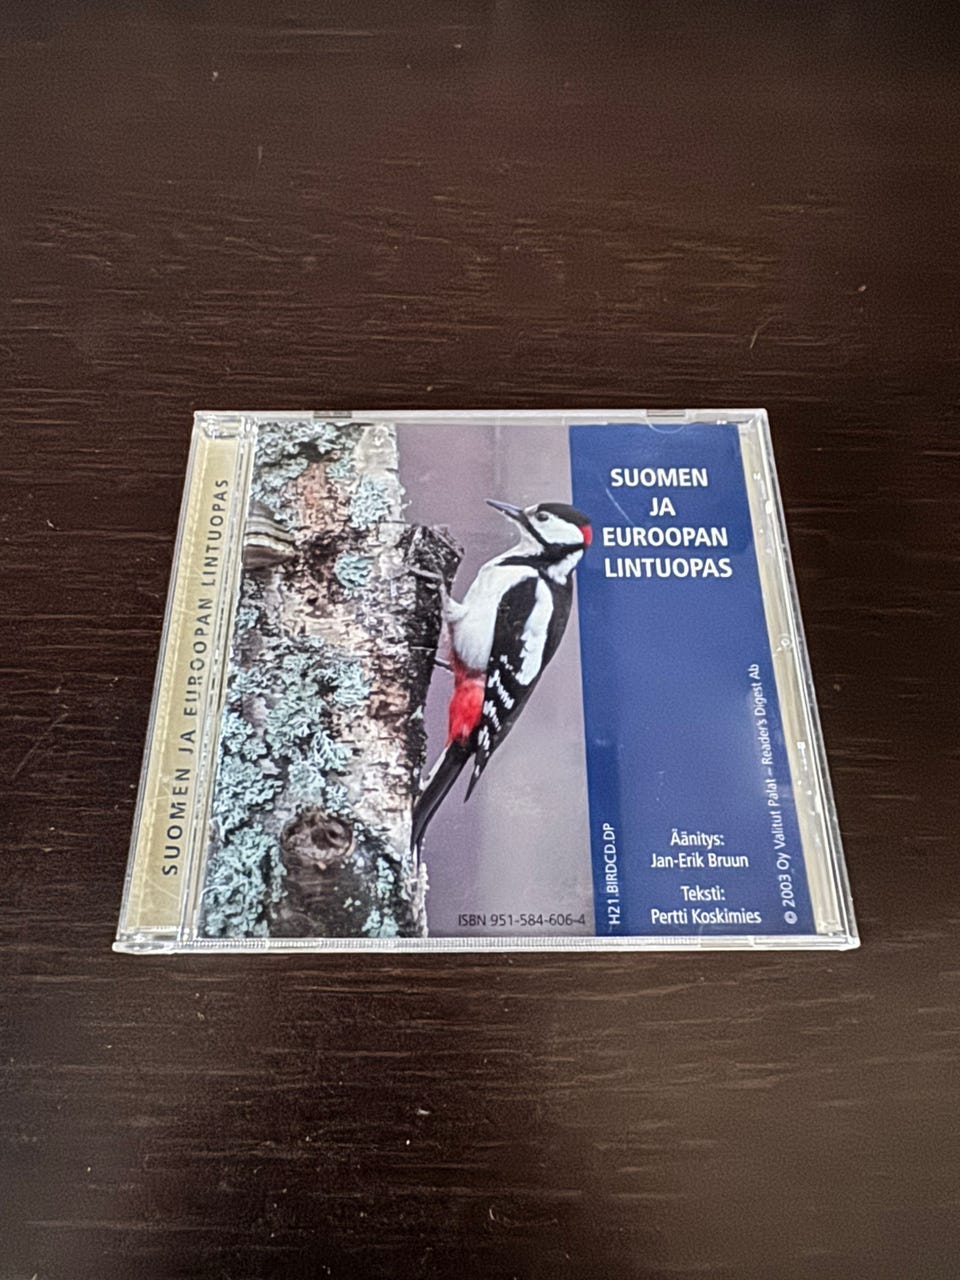 SUOMEN JA EUROOPAN LINTUOPAS
SUOMEN
JA
EUROOPAN
LINTUOPAS
Äänitys:
Jan-Erik Bruun
Teksti:
Pertti Koskimies
ISBN 951-584-606-4
H21.BIRDCD.DP
© 2003 Oy Valitut Palat – Reader's Digest Ab